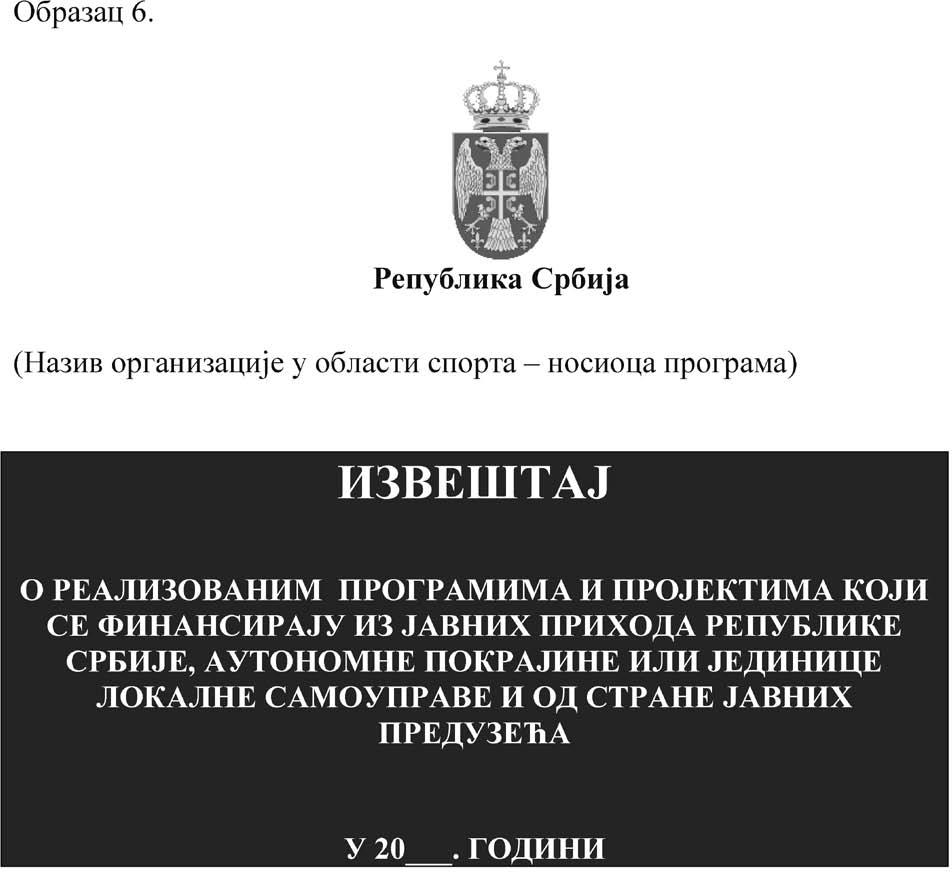 Образац 6.
Република Србија
(Назив организације у области спорта – носиоца програма)
ИЗВЕШТАЈ
О РЕАЛИЗОВАНИМ ПРОГРАМИМА И ПРОЈЕКТИМА КОЈИ
СЕ ФИНАНСИРАЈУ ИЗ ЈАВНИХ ПРИХОДА РЕПУБЛИКЕ
СРБИЈЕ, АУТОНОМНЕ ПОКРАЈИНЕ ИЛИ ЈЕДИНИЦЕ
ЛОКАЛНЕ САМОУПРАВЕ И ОД СТРАНЕ ЈАВНИХ
ПРЕДУЗЕЋА
У 20___. ГОДИНИ